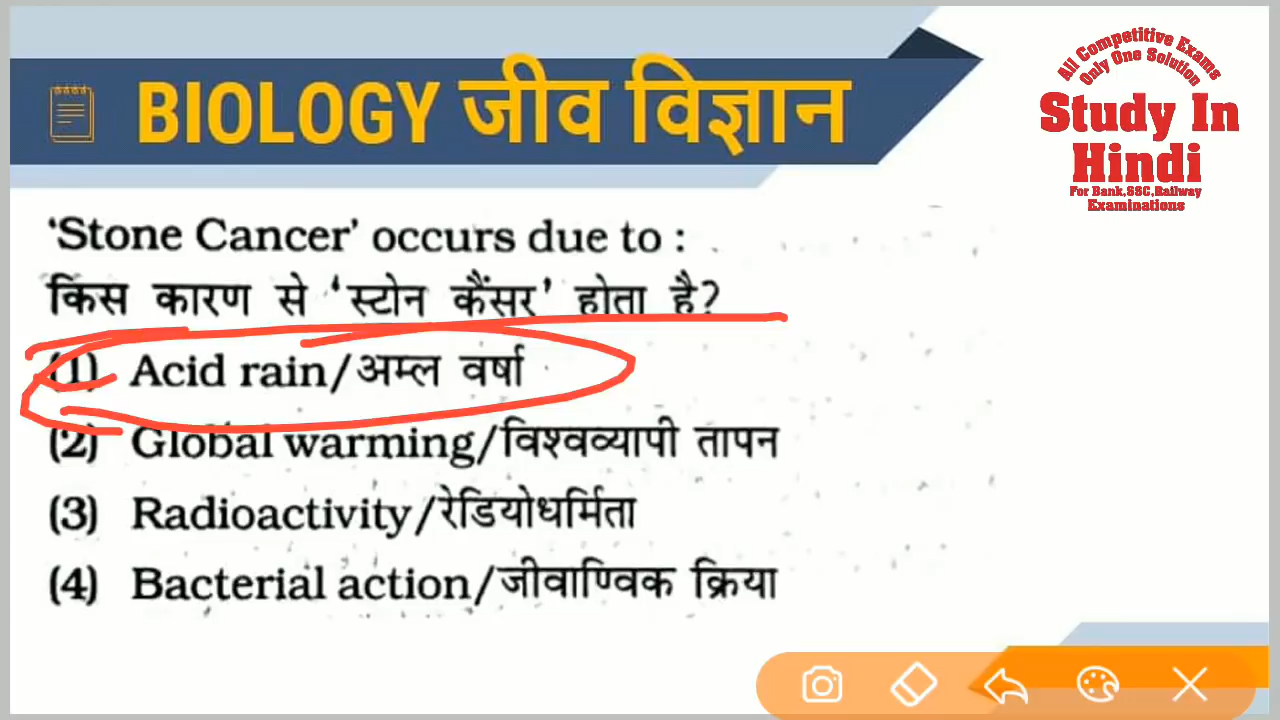 BIOLOGY जीव विज्ञान
All Competitive Exams
Only One Solution
Study In
Hindi
For Bank,SSC,Railway
Examinations
‘Stone Cancer’ occurs due to :
किस कारण से ‘स्टोन कैंसर’ होता है?
(1) Acid rain/अम्ल वर्षा
(2) Global warming/विश्वव्यापी तापन
(3) Radioactivity/रेडियोधर्मिता
(4) Bacterial action/जीवाण्विक क्रिया